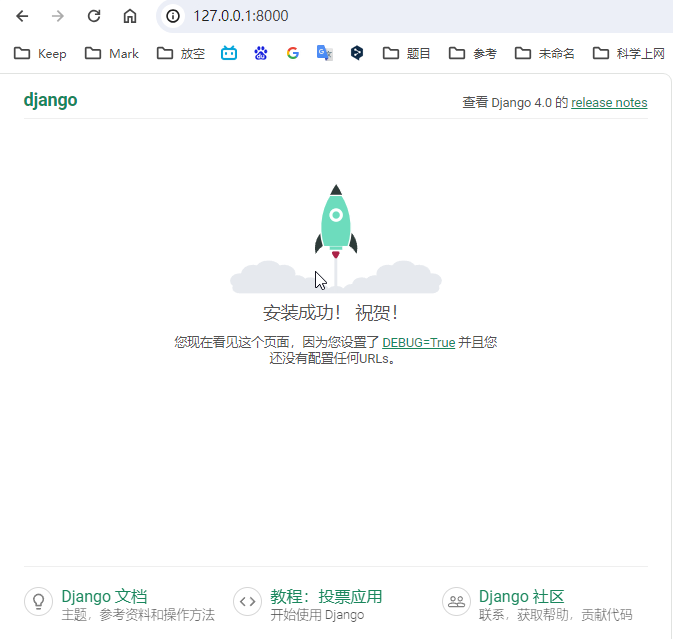 127.0.0.1:8000
Keep Mark 放空 题目 参考 未命名 科学上网
django 查看 Django 4.0 的 release notes
安装成功！ 祝贺！
您现在看见这个页面，因为您设置了 DEBUG=True 并且您
还没有配置任何URLs。
Django 文档 教程：投票应用 Django 社区
主题，参考资料和操作方法 开始使用 Django 联系，获取帮助，贡献代码